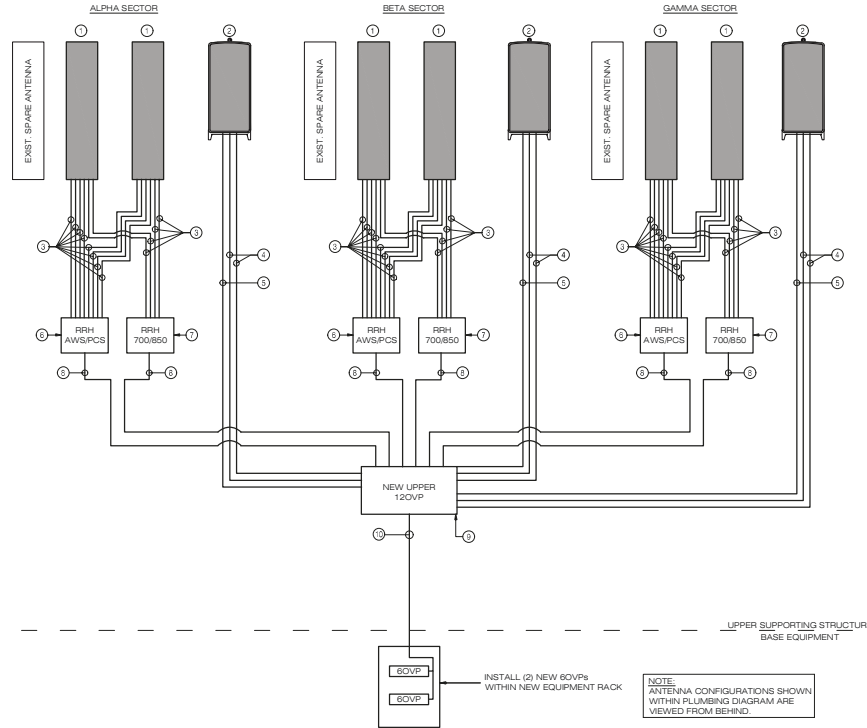 ALPHA SECTOR
BETA SECTOR
GAMMA SECTOR
1 1 2 1 1 2 1 1 2
EXIST. SPARE ANTENNA
EXIST. SPARE ANTENNA
EXIST. SPARE ANTENNA
3 3 3 3 3 3
4 4 4
5 5 5
6 RRH AWS/PCS RRH 700/850 7
6 RRH AWS/PCS RRH 700/850 7
6 RRH AWS/PCS RRH 700/850 7
8 8 8 8 8 8
NEW UPPER
12OVP
10 9
UPPER SUPPORTING STRUCTUR
BASE EQUIPMENT
6OVP
6OVP
INSTALL (2) NEW 6OVPs
WITHIN NEW EQUIPMENT RACK
NOTE:
ANTENNA CONFIGURATIONS SHOWN
WITHIN PLUMBING DIAGRAM ARE
VIEWED FROM BEHIND.